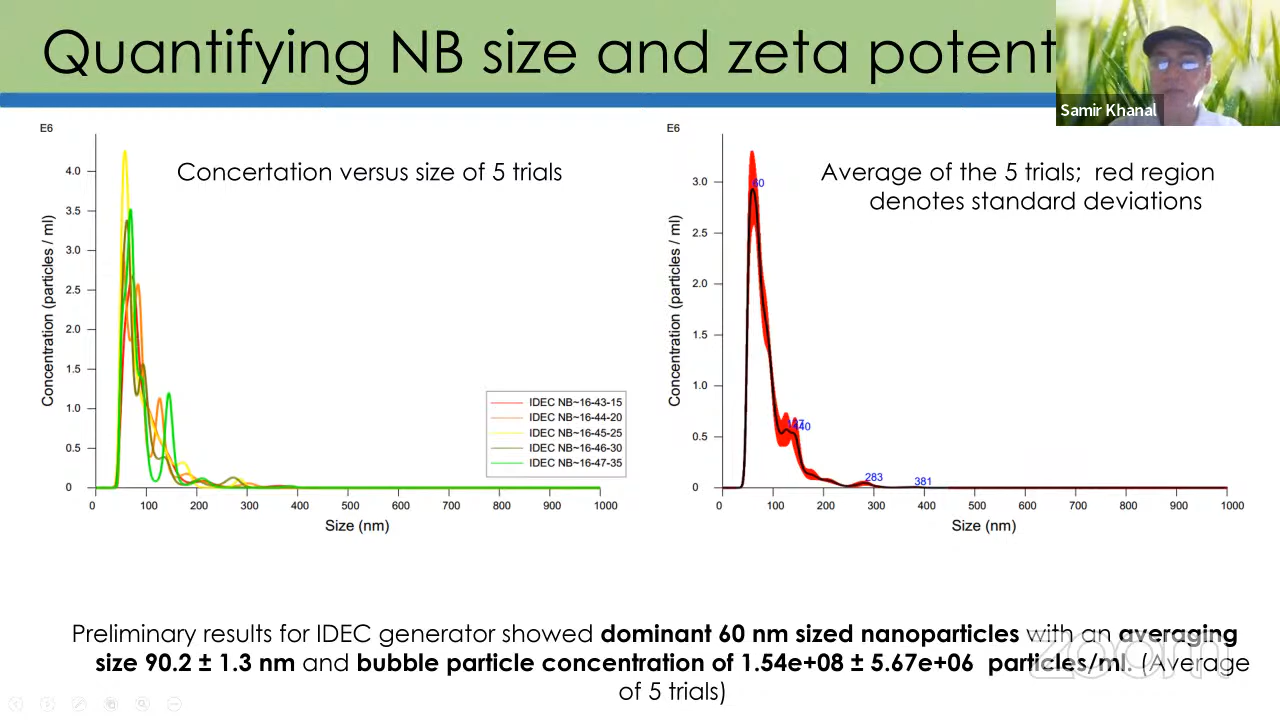 Quantifying NB size and zeta potent
Samir Khanal
E6
Concertation versus size of 5 trials
Concentration (particles / ml)
4.0
3.5
3.0
2.5
2.0
1.5
1.0
0.5
0
IDEC NB~16-43-15
IDEC NB~16-44-20
IDEC NB~16-45-25
IDEC NB~16-46-30
IDEC NB~16-47-35
0 100 200 300 400 500 600 700 800 900 1000
Size (nm)
E6
Average of the 5 trials; red region
denotes standard deviations
Concentration (particles / ml)
3.0
2.5
2.0
1.5
1.0
0.5
0
60
140
283
381
0 100 200 300 400 500 600 700 800 900 1000
Size (nm)
Preliminary results for IDEC generator showed dominant 60 nm sized nanoparticles with an averaging
size 90.2 ± 1.3 nm and bubble particle concentration of 1.54e+08 ± 5.67e+06 particles/ml. (Average
of 5 trials)
zoom